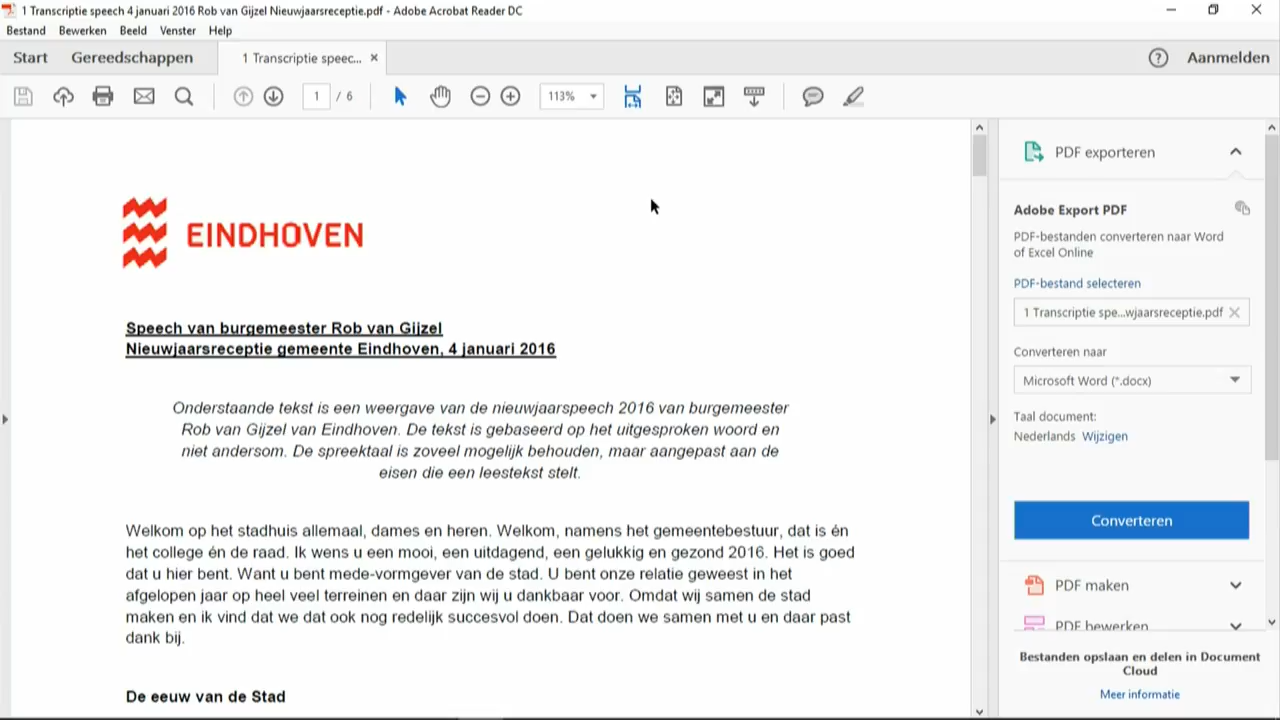 1 Transcriptie speech 4 januari 2016 Rob van Gijzel Nieuwjaarsreceptie.pdf - Adobe Acrobat Reader DC
Bestand Bewerken Beeld Venster Help
Start Gereedschappen 1 Transcriptie speec... × Aanmelden
1 / 6 113%
EINDHOVEN
Speech van burgemeester Rob van Gijzel
Nieuwjaarsreceptie gemeente Eindhoven, 4 januari 2016
Onderstaande tekst is een weergave van de nieuwjaarspeech 2016 van burgemeester
Rob van Gijzel van Eindhoven. De tekst is gebaseerd op het uitgesproken woord en
niet andersom. De spreektaal is zoveel mogelijk behouden, maar aangepast aan de
eisen die een leestekst stelt.
Welkom op het stadhuis allemaal, dames en heren. Welkom, namens het gemeentebestuur, dat is én
het college én de raad. Ik wens u een mooi, een uitdagend, een gelukkig en gezond 2016. Het is goed
dat u hier bent. Want u bent mede-vormgever van de stad. U bent onze relatie geweest in het
afgelopen jaar op heel veel terreinen en daar zijn wij u dankbaar voor. Omdat wij samen de stad
maken en ik vind dat we dat ook nog redelijk succesvol doen. Dat doen we samen met u en daar past
dank bij.
De eeuw van de Stad
PDF exporteren
Adobe Export PDF
PDF-bestanden converteren naar Word
of Excel Online
PDF-bestand selecteren
1 Transcriptie spe...wjaarsreceptie.pdf ×
Converteren naar
Microsoft Word (*.docx)
Taal document:
Nederlands Wijzigen
Converteren
PDF maken
PDF bewerken
Bestanden opslaan en delen in Document
Cloud
Meer informatie